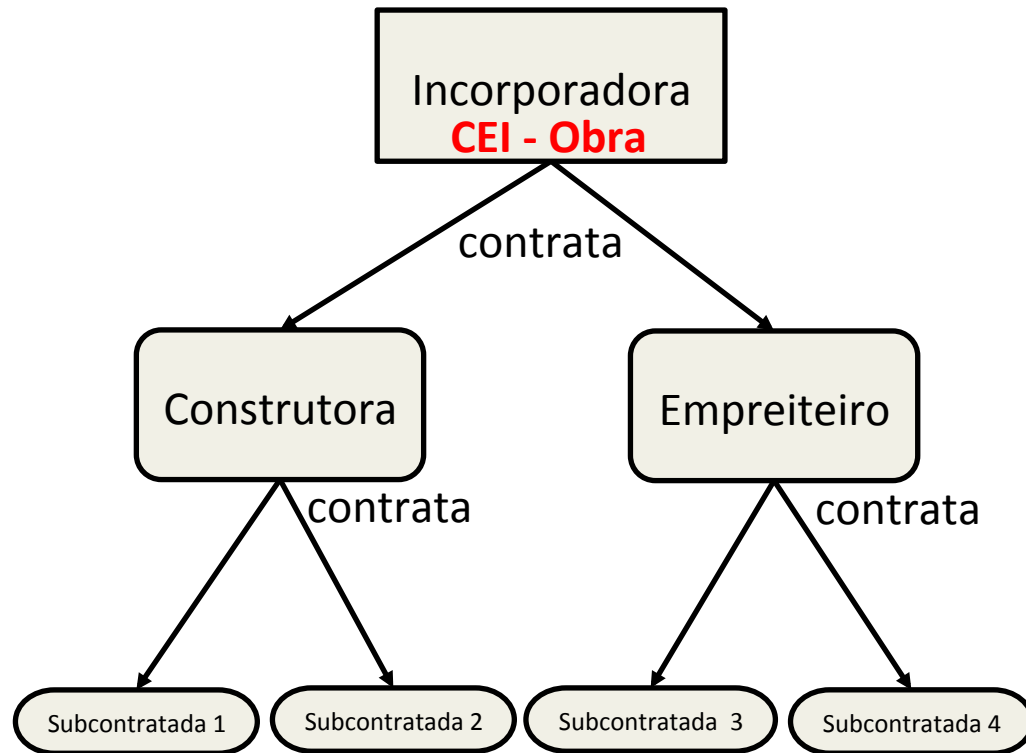 Incorporadora
CEI - Obra
contrata
Construtora
Empreiteiro
contrata
contrata
Subcontratada 1
Subcontratada 2
Subcontratada 3
Subcontratada 4